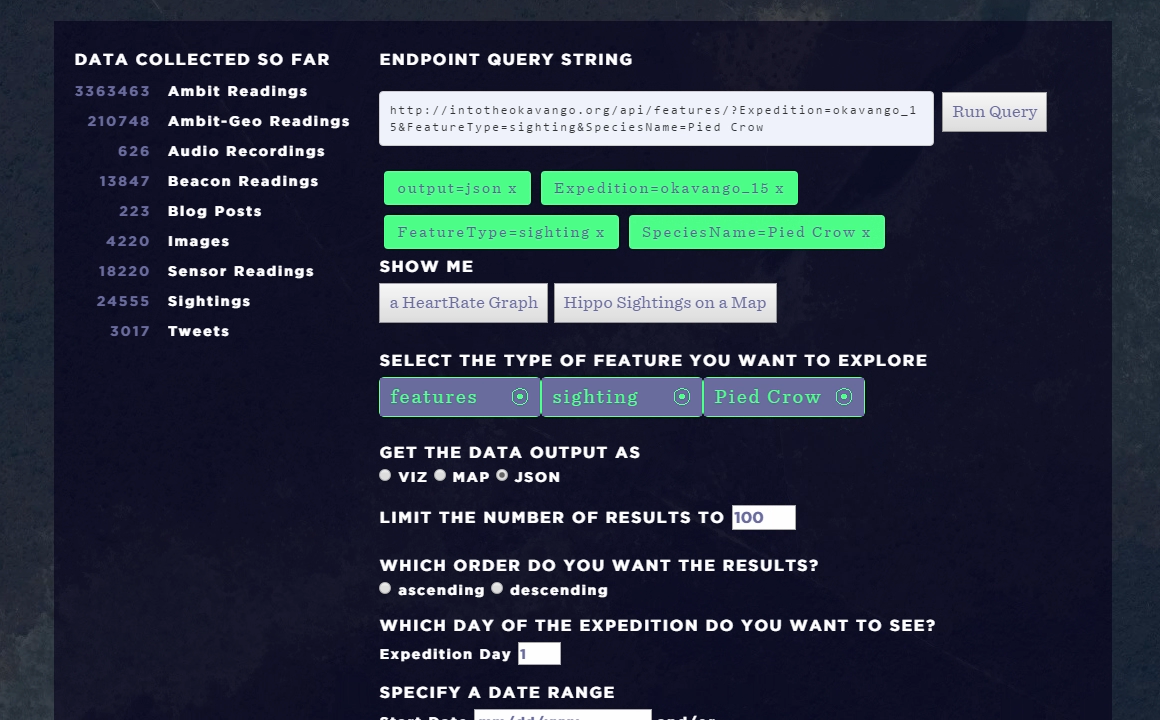 DATA COLLECTED SO FAR
3363463 Ambit Readings
210748 Ambit-Geo Readings
626 Audio Recordings
13847 Beacon Readings
223 Blog Posts
4220 Images
18220 Sensor Readings
24555 Sightings
3017 Tweets
ENDPOINT QUERY STRING
http://intotheokavango.org/api/features/?Expedition=okavango_1
5&FeatureType=sighting&SpeciesName=Pied Crow
Run Query
output=json x Expedition=okavango_15 x
FeatureType=sighting x SpeciesName=Pied Crow x
SHOW ME
a HeartRate Graph Hippo Sightings on a Map
SELECT THE TYPE OF FEATURE YOU WANT TO EXPLORE
features sighting Pied Crow
GET THE DATA OUTPUT AS
VIZ MAP JSON
LIMIT THE NUMBER OF RESULTS TO 100
WHICH ORDER DO YOU WANT THE RESULTS?
ascending descending
WHICH DAY OF THE EXPEDITION DO YOU WANT TO SEE?
Expedition Day 1
SPECIFY A DATE RANGE
Start Date mm/dd/yyyy and/or